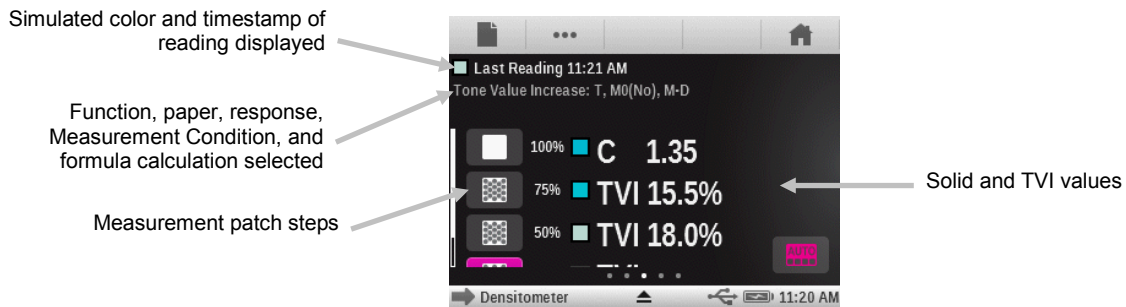 Simulated color and timestamp of
reading displayed
Function, paper, response,
Measurement Condition, and
formula calculation selected
Measurement patch steps
Last Reading 11:21 AM
Tone Value Increase: T, M0(No), M-D
100% C 1.35
75% TVI 15.5%
50% TVI 18.0%
AUTO
Densitometer 11:20 AM
Solid and TVI values